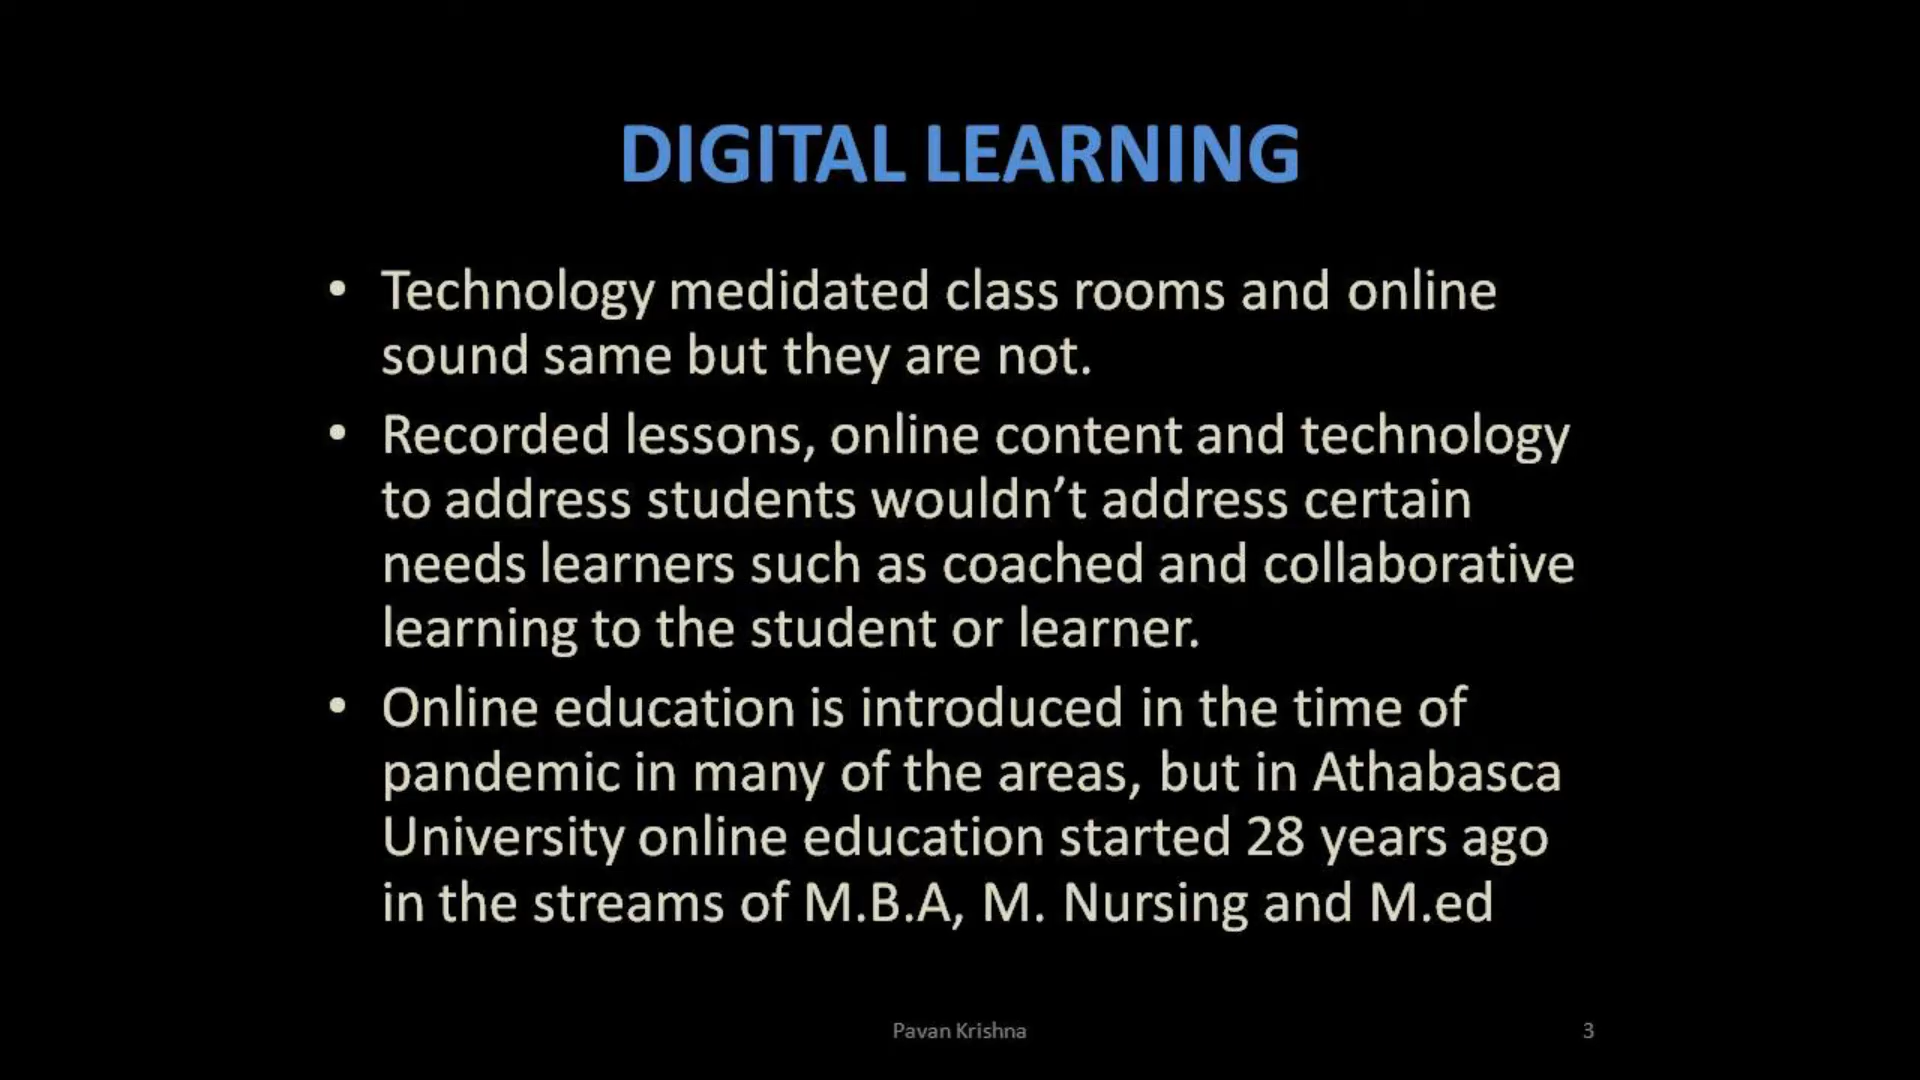 DIGITAL LEARNING
• Technology medidated class rooms and online
sound same but they are not.
• Recorded lessons, online content and technology
to address students wouldn’t address certain
needs learners such as coached and collaborative
learning to the student or learner.
• Online education is introduced in the time of
pandemic in many of the areas, but in Athabasca
University online education started 28 years ago
in the streams of M.B.A, M. Nursing and M.ed
Pavan Krishna
3